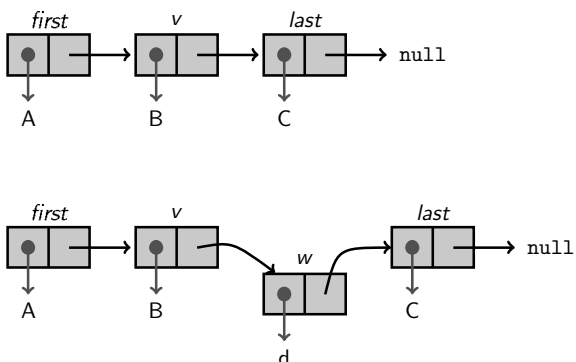 first v last
null
A B C
first v last
w
null
A B C
d